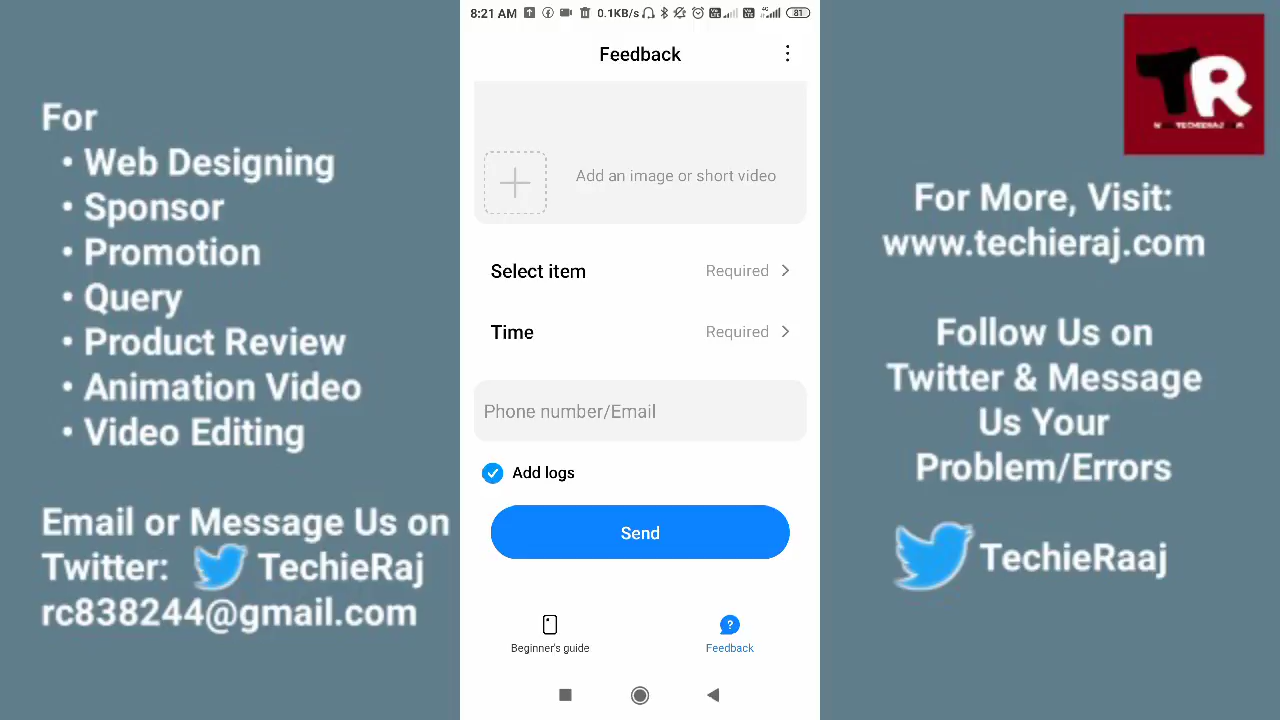 For
• Web Designing
• Sponsor
• Promotion
• Query
• Product Review
• Animation Video
• Video Editing
Email or Message Us on
Twitter: TechieRaj
rc838244@gmail.com
8:21 AM 0.1KB/s 81
Feedback
Add an image or short video
Select item Required
Time Required
Phone number/Email
Add logs
Send
Beginner's guide
Feedback
TR
For More, Visit:
www.techieraj.com
Follow Us on
Twitter & Message
Us Your
Problem/Errors
TechieRaaj